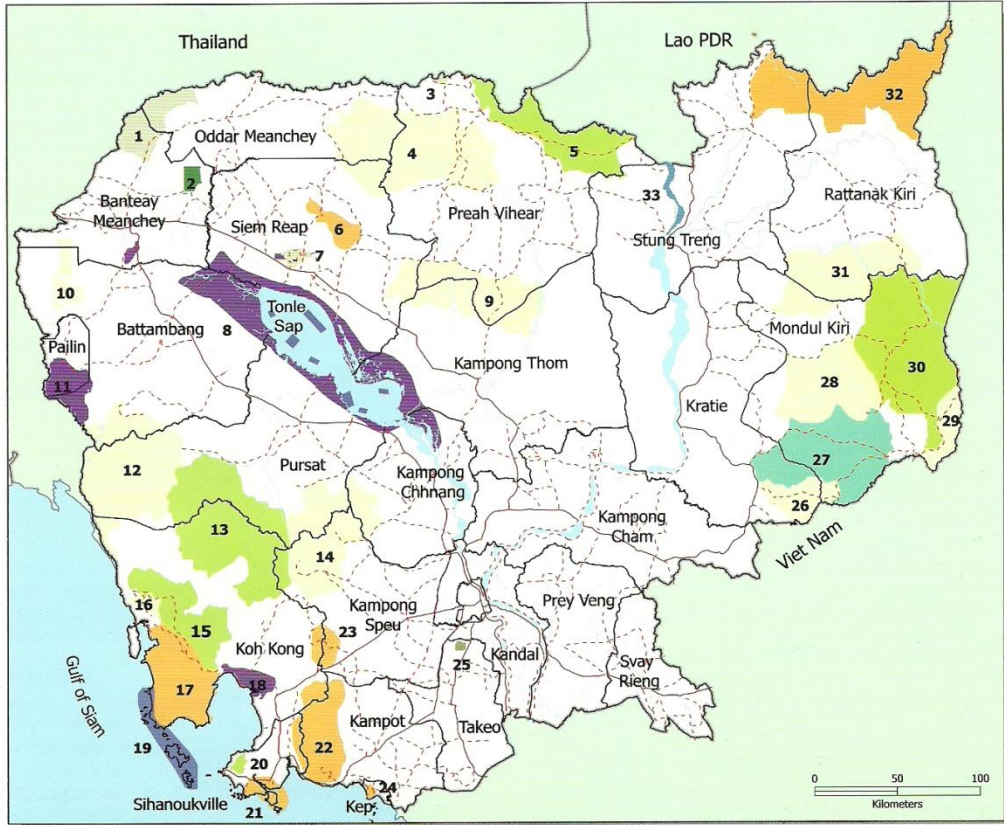 Thailand
Lao PDR
32
3
1
Oddar Meanchey
4
5
2
Banteay
Meanchey
33
Rattanak Kiri
Siem Reap
6
Preah Vihear
Stung Treng
7
31
10
9
Tonle
Sap
8
Battambang
Mondul Kiri
Pailin
Kampong Thom
30
11
28
Kratie
29
12
Pursat
Kampong
Chhnang
27
26
13
Kampong
Cham
Viet Nam
14
16
Kampong
Speu
Prey Veng
15
23
Koh Kong
Kandal
25
Svay
Rieng
Gulf of Siam
17
18
19
22
Kampot
Takeo
20
24
Sihanoukville
21
Kep
0 50 100
Kilometers